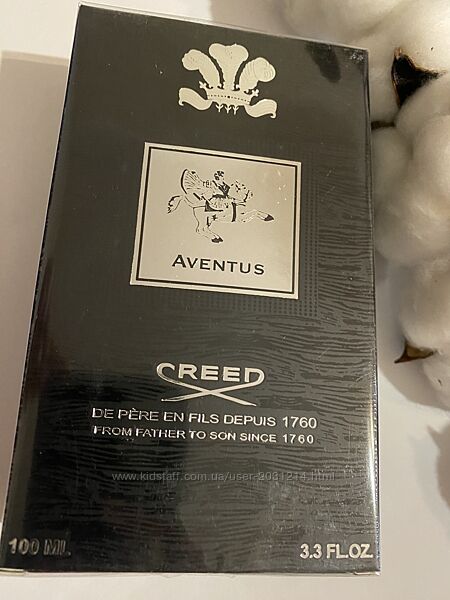 AVENTUS
CREED
DE PÈRE EN FILS DEPUIS 1760
FROM FATHER TO SON SINCE 1760
www.kidstaff.com.ua/user-2031214.html
100 ML
3.3 FL.OZ.